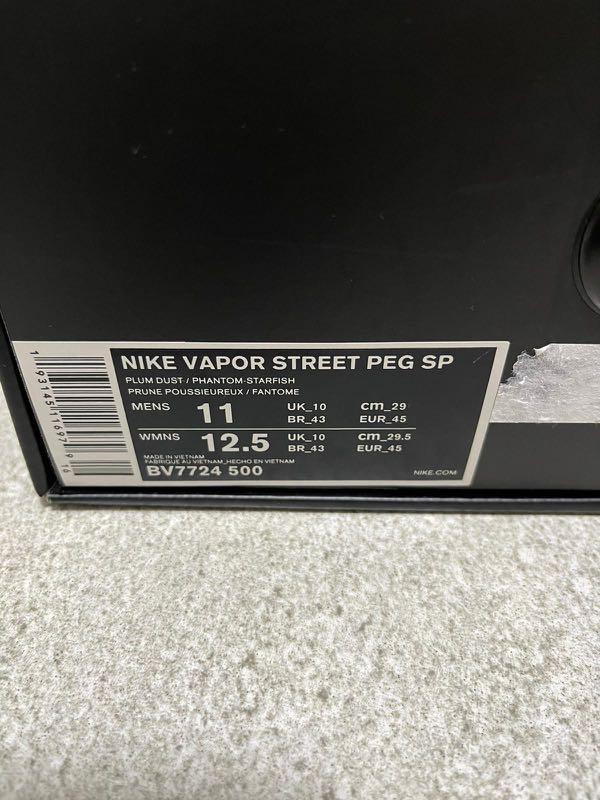 NIKE VAPOR STREET PEG SP
PLUM DUST / PHANTOM-STARFISH
PRUNE POUSSIEUREUX / FANTOME
MENS 11 UK_10 cm_29
BR_43 EUR_45
WMNS 12.5 UK_10 cm_29.5
BR_43 EUR_45
MADE IN VIETNAM
FABRIQUE AU VIETNAM_HECHO EN VIETNAM
BV7724 500 NIKE.COM